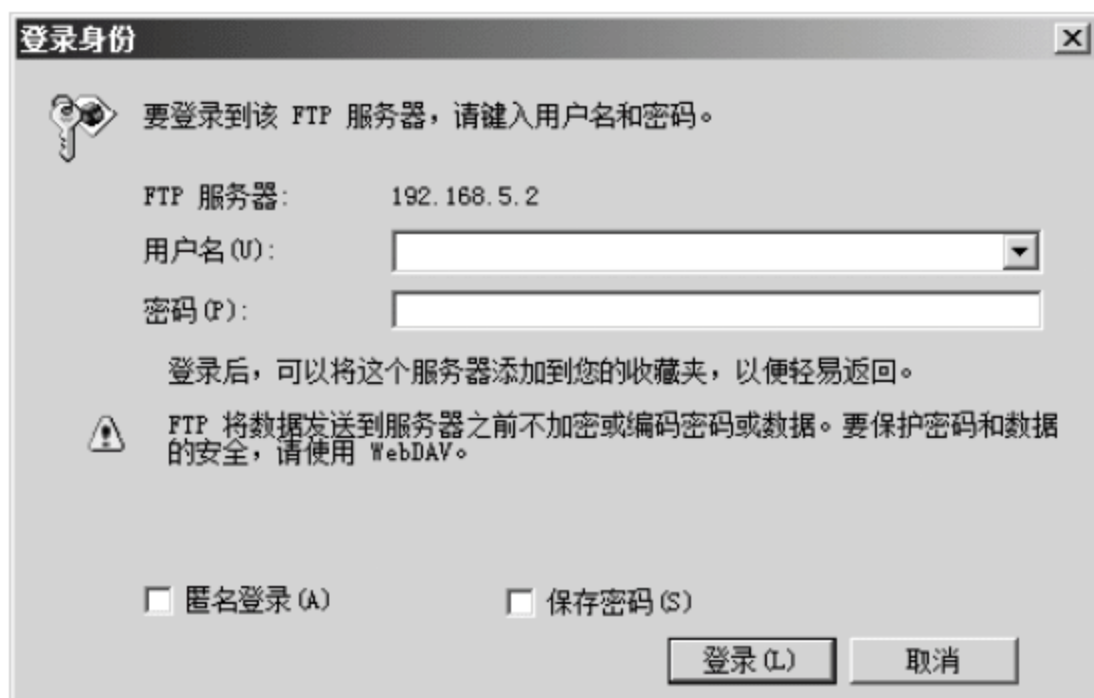 登录身份
要登录到该 FTP 服务器，请键入用户名和密码。
FTP 服务器: 192.168.5.2
用户名(U):
密码(P):
登录后，可以将这个服务器添加到您的收藏夹，以便轻易返回。
FTP 将数据发送到服务器之前不加密或编码密码或数据。要保护密码和数据
的安全，请使用 WebDAV。
匿名登录(A) 保存密码(S)
登录(L) 取消